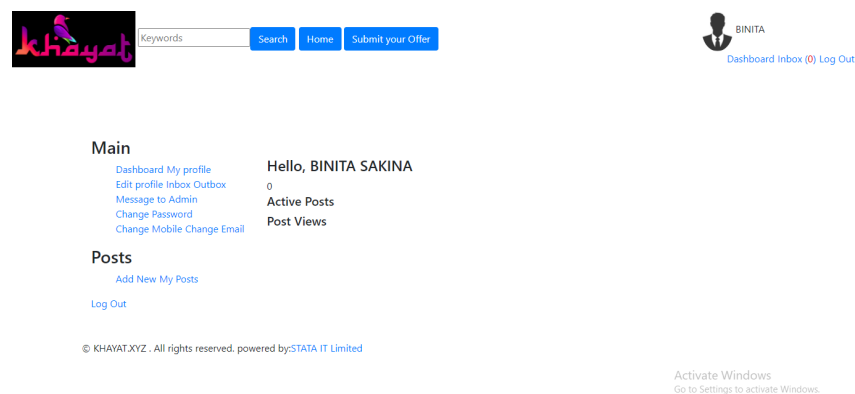 khayat
Keywords Search Home Submit your Offer
BINITA
Dashboard Inbox (0) Log Out
Main
Dashboard My profile
Edit profile Inbox Outbox
Message to Admin
Change Password
Change Mobile Change Email
Posts
Add New My Posts
Log Out
Hello, BINITA SAKINA
0
Active Posts
Post Views
© KHAYAT.XYZ . All rights reserved. powered by:STATA IT Limited
Activate Windows
Go to Settings to activate Windows.